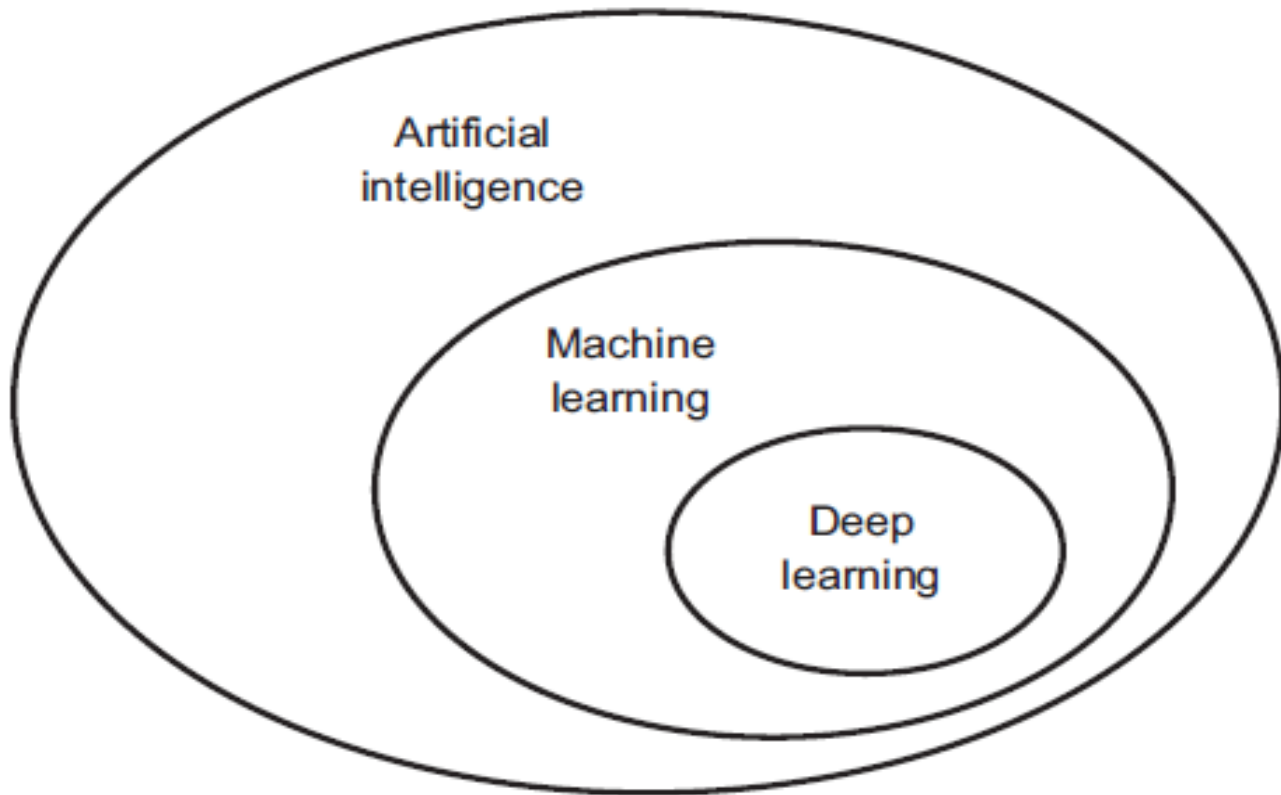 Artificial
intelligence
Machine
learning
Deep
learning